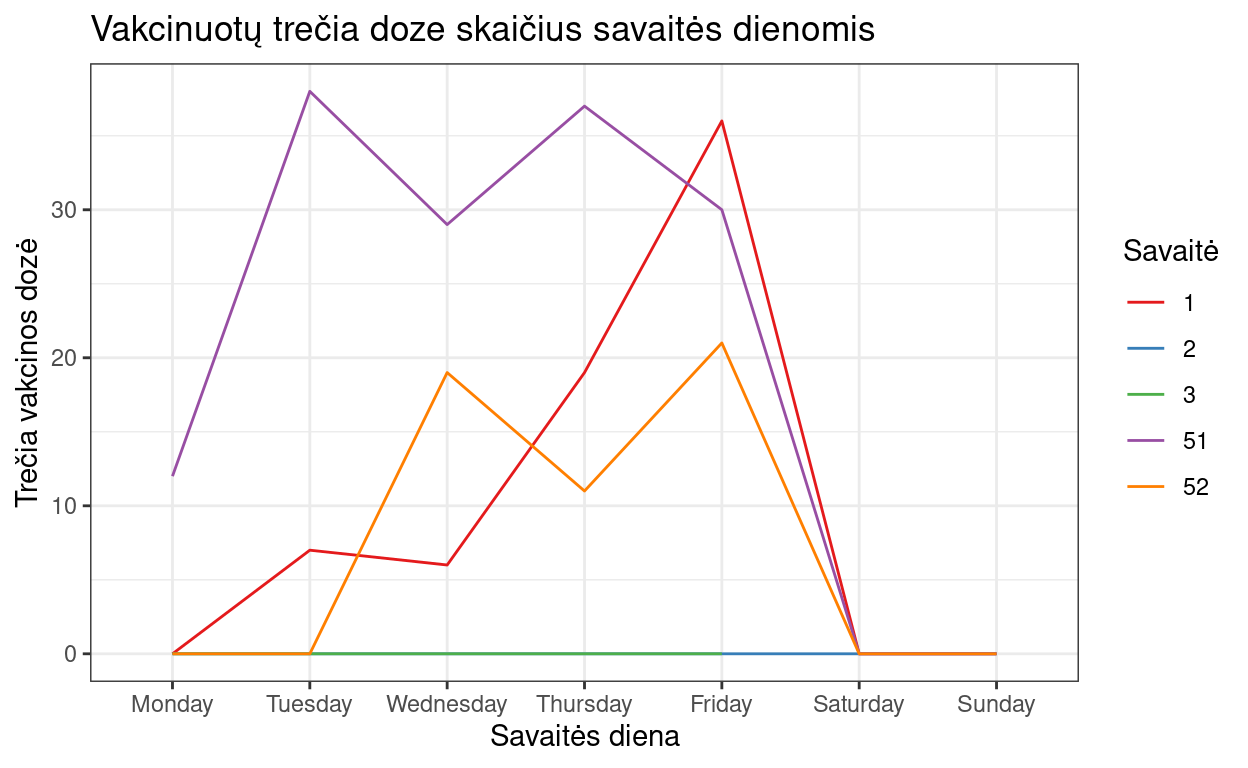 Vakcinuotų trečia doze skaičius savaitės dienomis
Trečia vakcinos dozė
30
20
10
0
Monday Tuesday Wednesday Thursday Friday Saturday Sunday
Savaitės diena
Savaitė
1
2
3
51
52